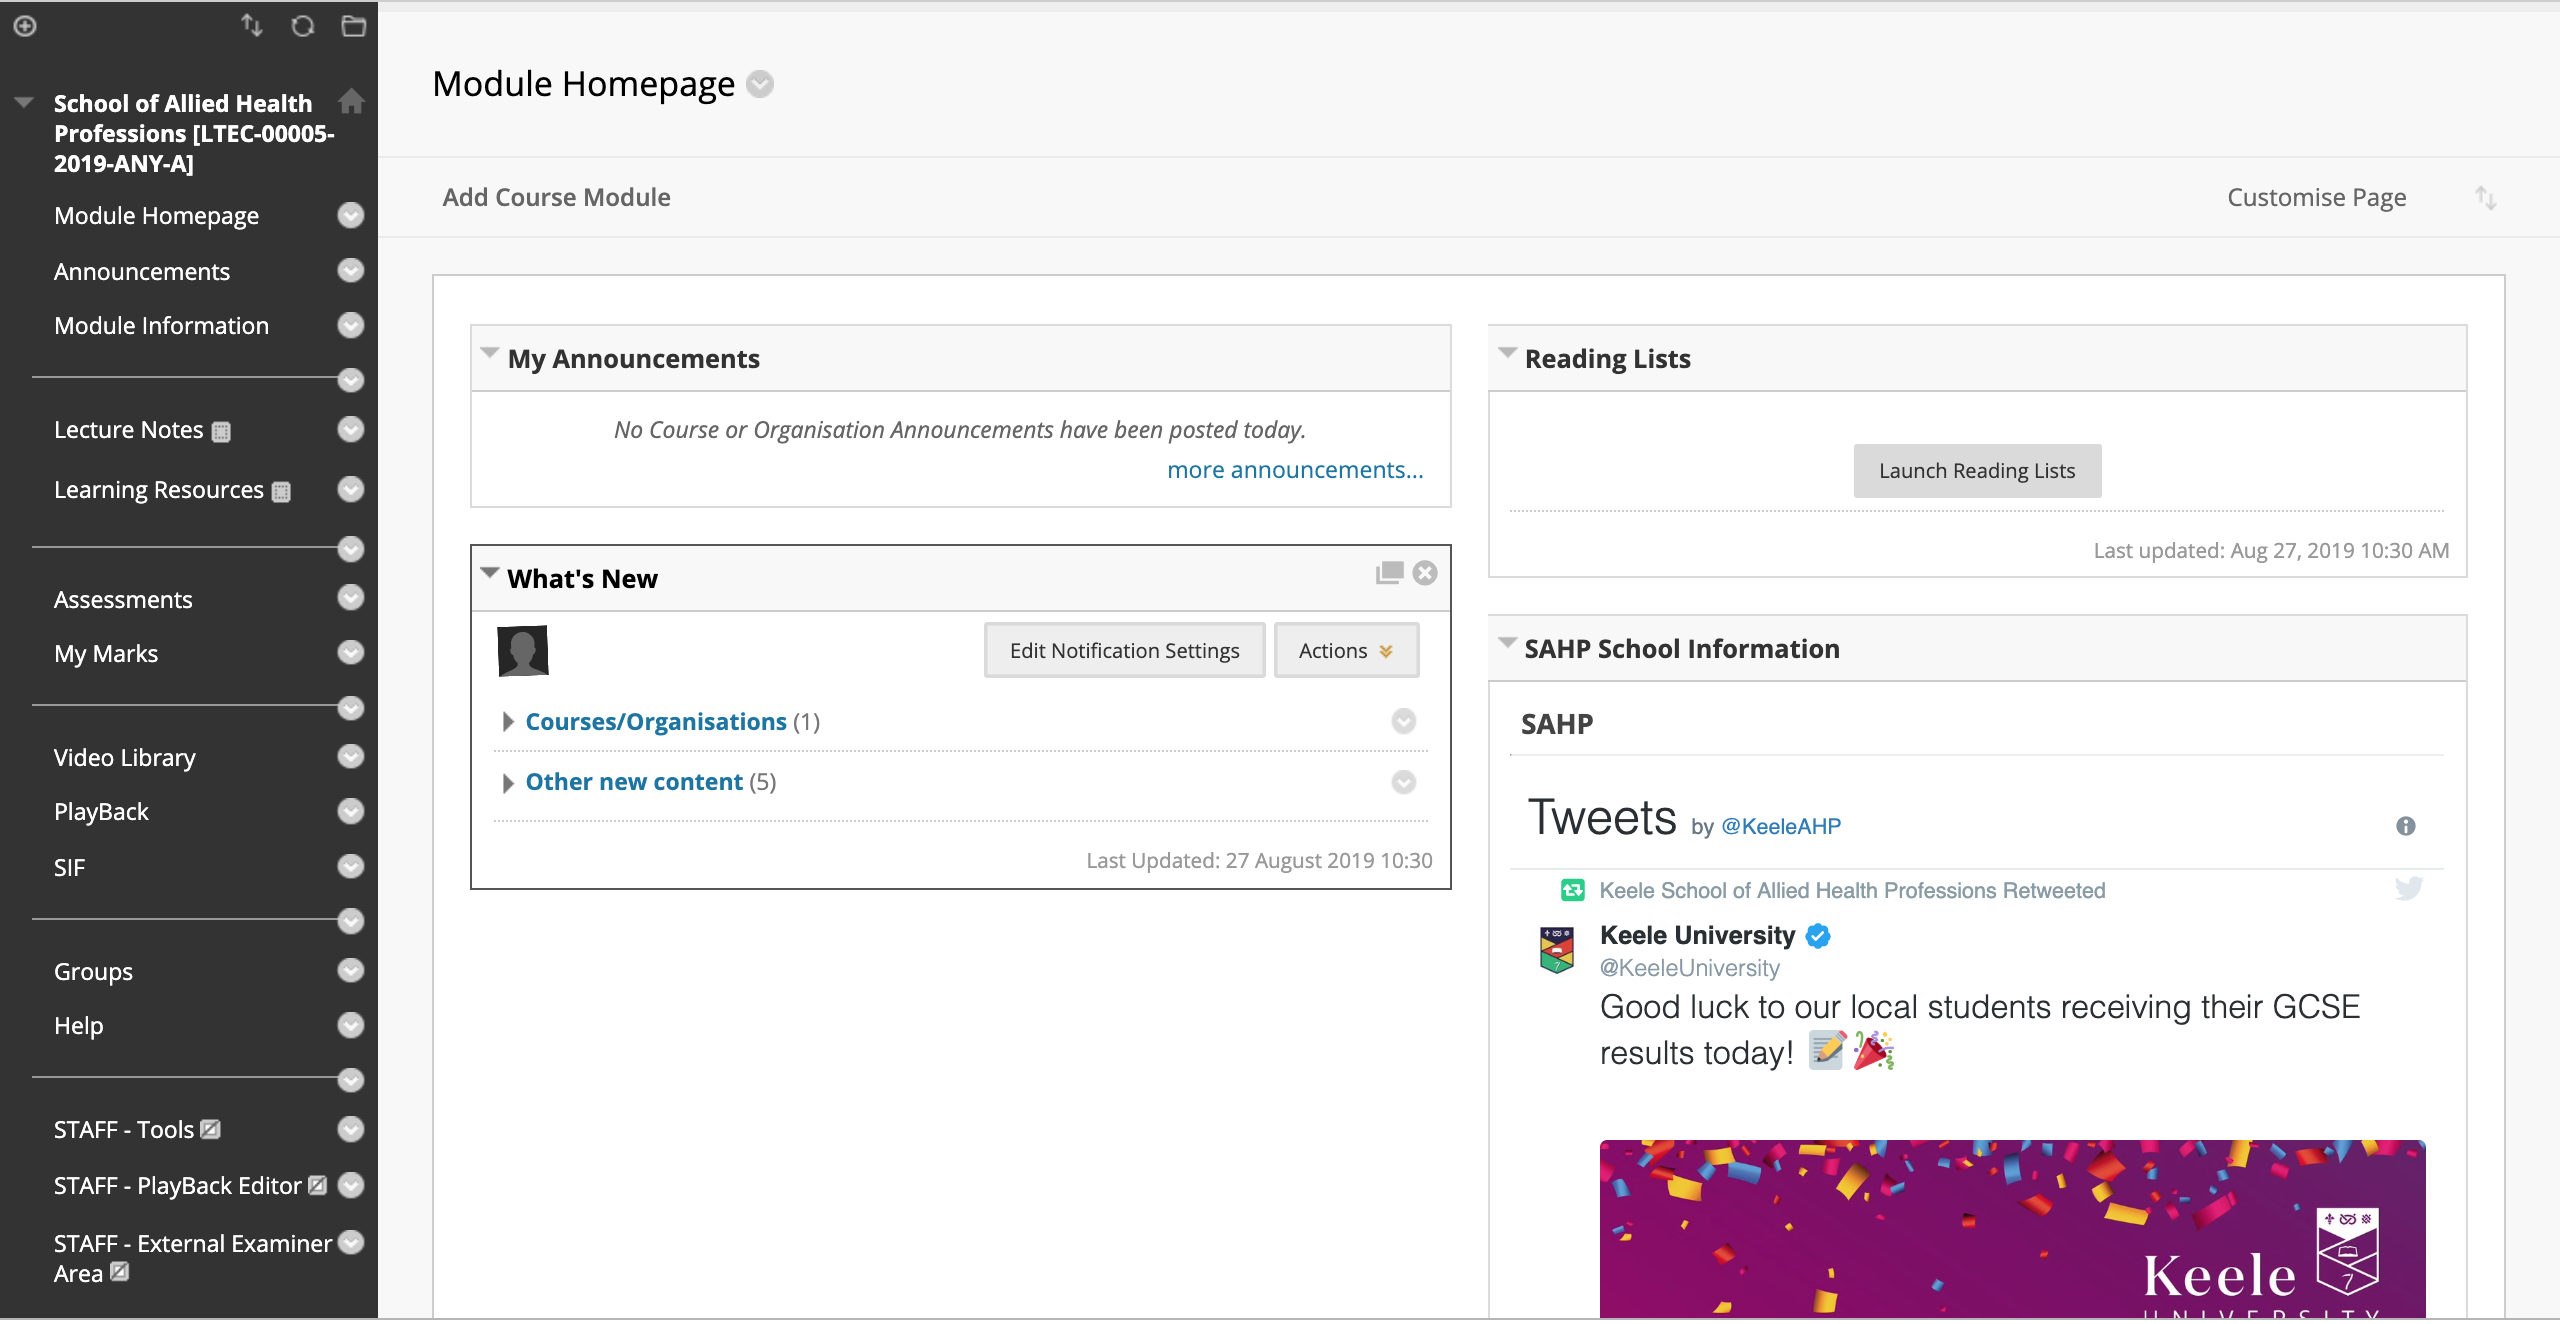 School of Allied Health
Professions [LTEC-00005-
2019-ANY-A]
Module Homepage
Announcements
Module Information
Lecture Notes
Learning Resources
Assessments
My Marks
Video Library
PlayBack
SIF
Groups
Help
STAFF - Tools
STAFF - PlayBack Editor
STAFF - External Examiner
Area
Module Homepage
Add Course Module
Customise Page
My Announcements
No Course or Organisation Announcements have been posted today.
more announcements...
What's New
Edit Notification Settings
Actions
Courses/Organisations (1)
Other new content (5)
Last Updated: 27 August 2019 10:30
Reading Lists
Launch Reading Lists
Last updated: Aug 27, 2019 10:30 AM
SAHP School Information
SAHP
Tweets by @KeeleAHP
Keele School of Allied Health Professions Retweeted
Keele University
@KeeleUniversity
Good luck to our local students receiving their GCSE
results today! 📝🎉
Keele
UNIVERSITY